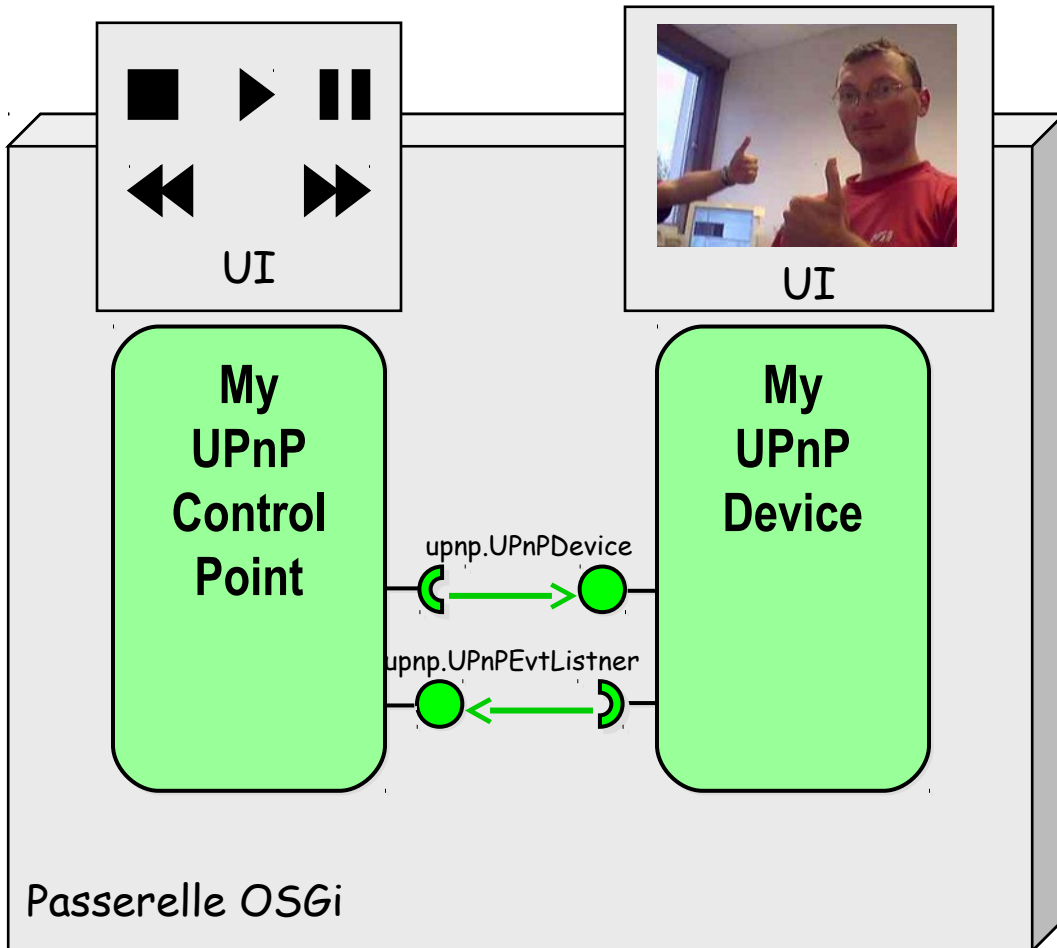 UI
UI
My
UPnP
Control
Point
My
UPnP
Device
upnp.UPnPDevice
upnp.UPnPEvtListner
Passerelle OSGi